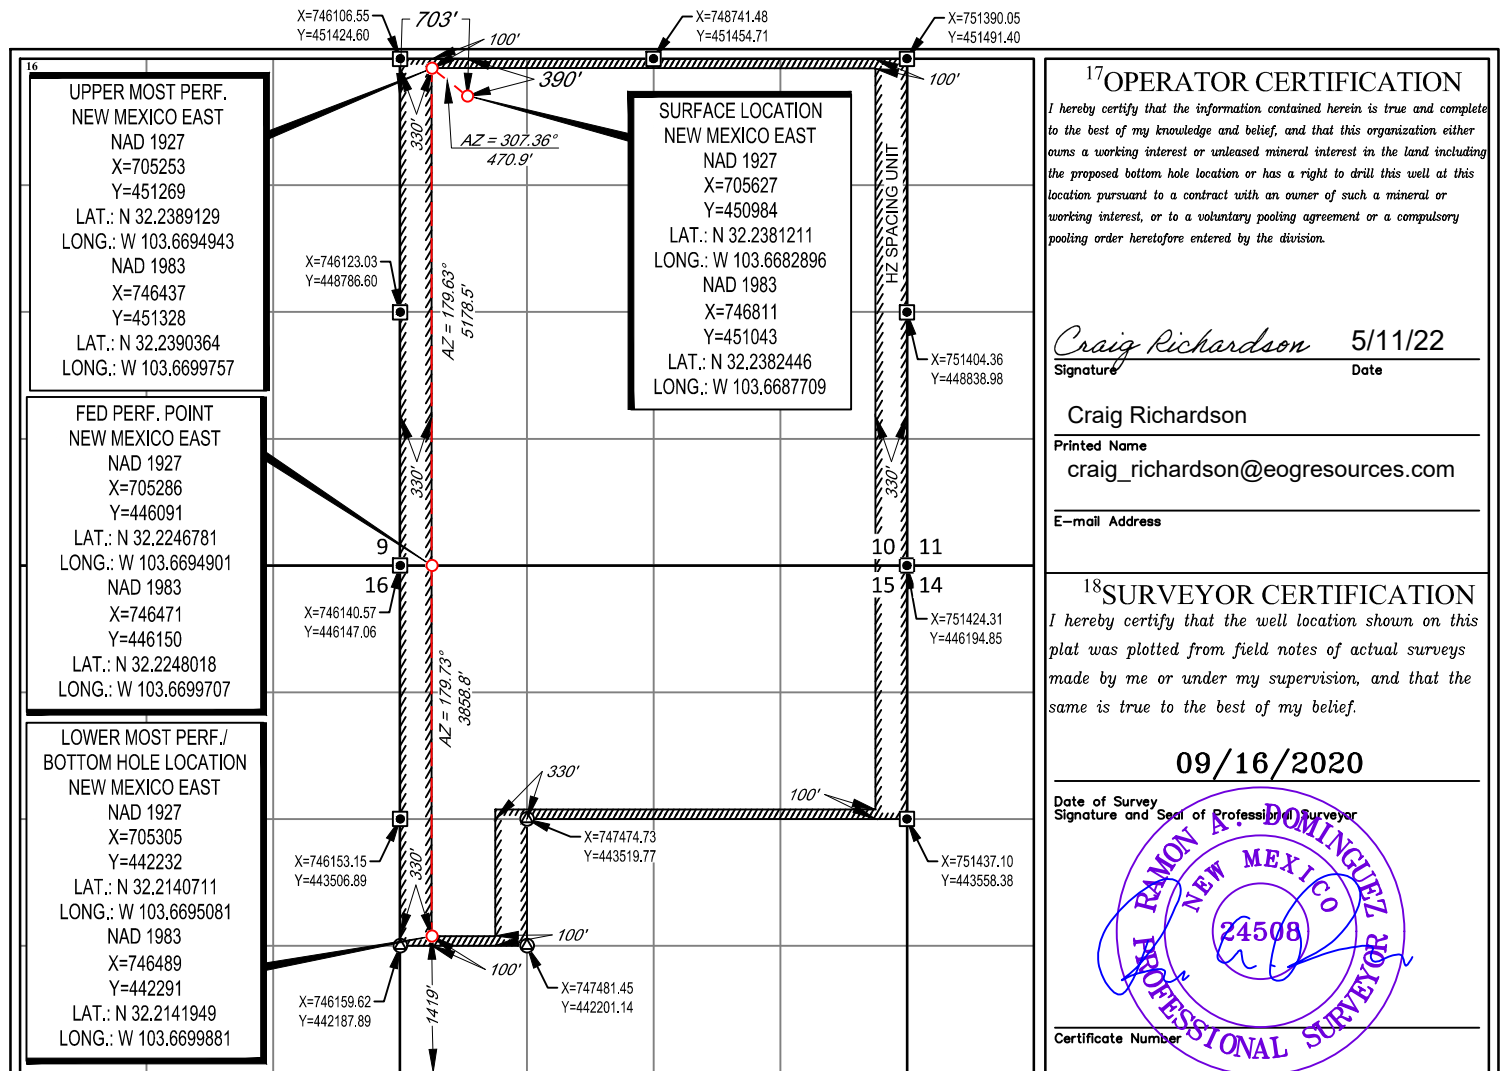 X=746106.55
Y=451424.60
703'
X=748741.48
Y=451454.71
X=751390.05
Y=451491.40
100'
390'
100'
16
UPPER MOST PERF.
NEW MEXICO EAST
NAD 1927
X=705253
Y=451269
LAT.: N 32.2389129
LONG.: W 103.6694943
NAD 1983
X=746437
Y=451328
LAT.: N 32.2390364
LONG.: W 103.6699757
330'
AZ = 307.36°
470.9'
SURFACE LOCATION
NEW MEXICO EAST
NAD 1927
X=705627
Y=450984
LAT.: N 32.2381211
LONG.: W 103.6682896
NAD 1983
X=746811
Y=451043
LAT.: N 32.2382446
LONG.: W 103.6687709
HZ SPACING UNIT
X=746123.03
Y=448786.60
AZ = 179.63°
5178.5'
X=751404.36
Y=448838.98
FED PERF. POINT
NEW MEXICO EAST
NAD 1927
X=705286
Y=446091
LAT.: N 32.2246781
LONG.: W 103.6694901
NAD 1983
X=746471
Y=446150
LAT.: N 32.2248018
LONG.: W 103.6699707
330'
330'
9
10 11
16
15 14
X=746140.57
Y=446147.06
X=751424.31
Y=446194.85
AZ = 179.73°
3858.8'
LOWER MOST PERF./
BOTTOM HOLE LOCATION
NEW MEXICO EAST
NAD 1927
X=705305
Y=442232
LAT.: N 32.2140711
LONG.: W 103.6695081
NAD 1983
X=746489
Y=442291
LAT.: N 32.2141949
LONG.: W 103.6699881
330'
100'
X=747474.73
Y=443519.77
X=746153.15
Y=443506.89
330'
X=751437.10
Y=443558.38
100'
100'
X=746159.62
Y=442187.89
X=747481.45
Y=442201.14
1419'
17OPERATOR CERTIFICATION
I hereby certify that the information contained herein is true and complete
to the best of my knowledge and belief, and that this organization either
owns a working interest or unleased mineral interest in the land including
the proposed bottom hole location or has a right to drill this well at this
location pursuant to a contract with an owner of such a mineral or
working interest, or to a voluntary pooling agreement or a compulsory
pooling order heretofore entered by the division.
Craig Richardson 5/11/22
Signature Date
Craig Richardson
Printed Name
craig_richardson@eogresources.com
E-mail Address
18SURVEYOR CERTIFICATION
I hereby certify that the well location shown on this
plat was plotted from field notes of actual surveys
made by me or under my supervision, and that the
same is true to the best of my belief.
09/16/2020
Date of Survey
Signature and Seal of Professional Surveyor
RAMON A. DOMINGUEZ
NEW MEXICO
24508
PROFESSIONAL SURVEYOR
Certificate Number